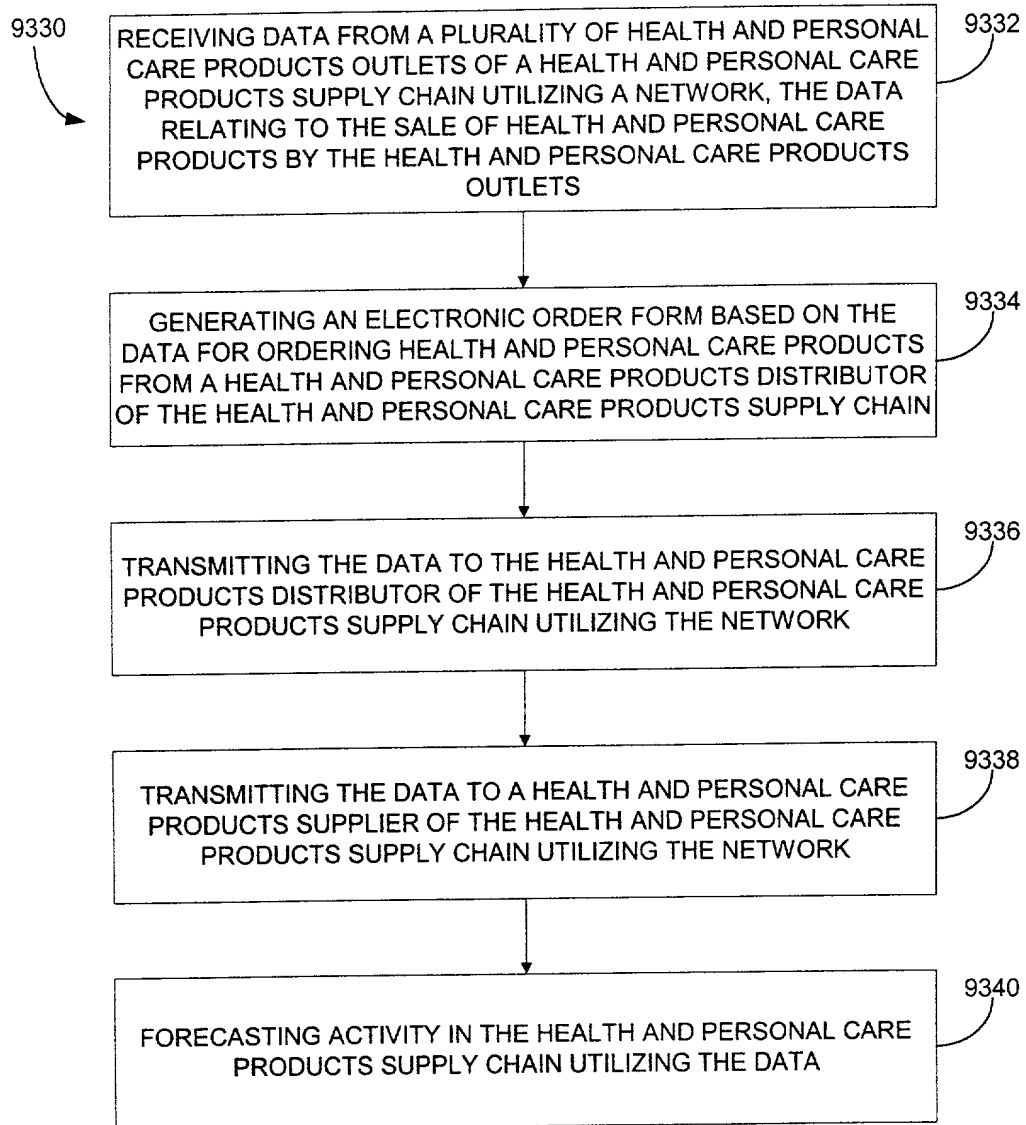 9330
RECEIVING DATA FROM A PLURALITY OF HEALTH AND PERSONAL
CARE PRODUCTS OUTLETS OF A HEALTH AND PERSONAL CARE
PRODUCTS SUPPLY CHAIN UTILIZING A NETWORK, THE DATA
RELATING TO THE SALE OF HEALTH AND PERSONAL CARE
PRODUCTS BY THE HEALTH AND PERSONAL CARE PRODUCTS
OUTLETS
9332
GENERATING AN ELECTRONIC ORDER FORM BASED ON THE
DATA FOR ORDERING HEALTH AND PERSONAL CARE PRODUCTS
FROM A HEALTH AND PERSONAL CARE PRODUCTS DISTRIBUTOR
OF THE HEALTH AND PERSONAL CARE PRODUCTS SUPPLY CHAIN
9334
TRANSMITTING THE DATA TO THE HEALTH AND PERSONAL CARE
PRODUCTS DISTRIBUTOR OF THE HEALTH AND PERSONAL CARE
PRODUCTS SUPPLY CHAIN UTILIZING THE NETWORK
9336
TRANSMITTING THE DATA TO A HEALTH AND PERSONAL CARE
PRODUCTS SUPPLIER OF THE HEALTH AND PERSONAL CARE
PRODUCTS SUPPLY CHAIN UTILIZING THE NETWORK
9338
FORECASTING ACTIVITY IN THE HEALTH AND PERSONAL CARE
PRODUCTS SUPPLY CHAIN UTILIZING THE DATA
9340